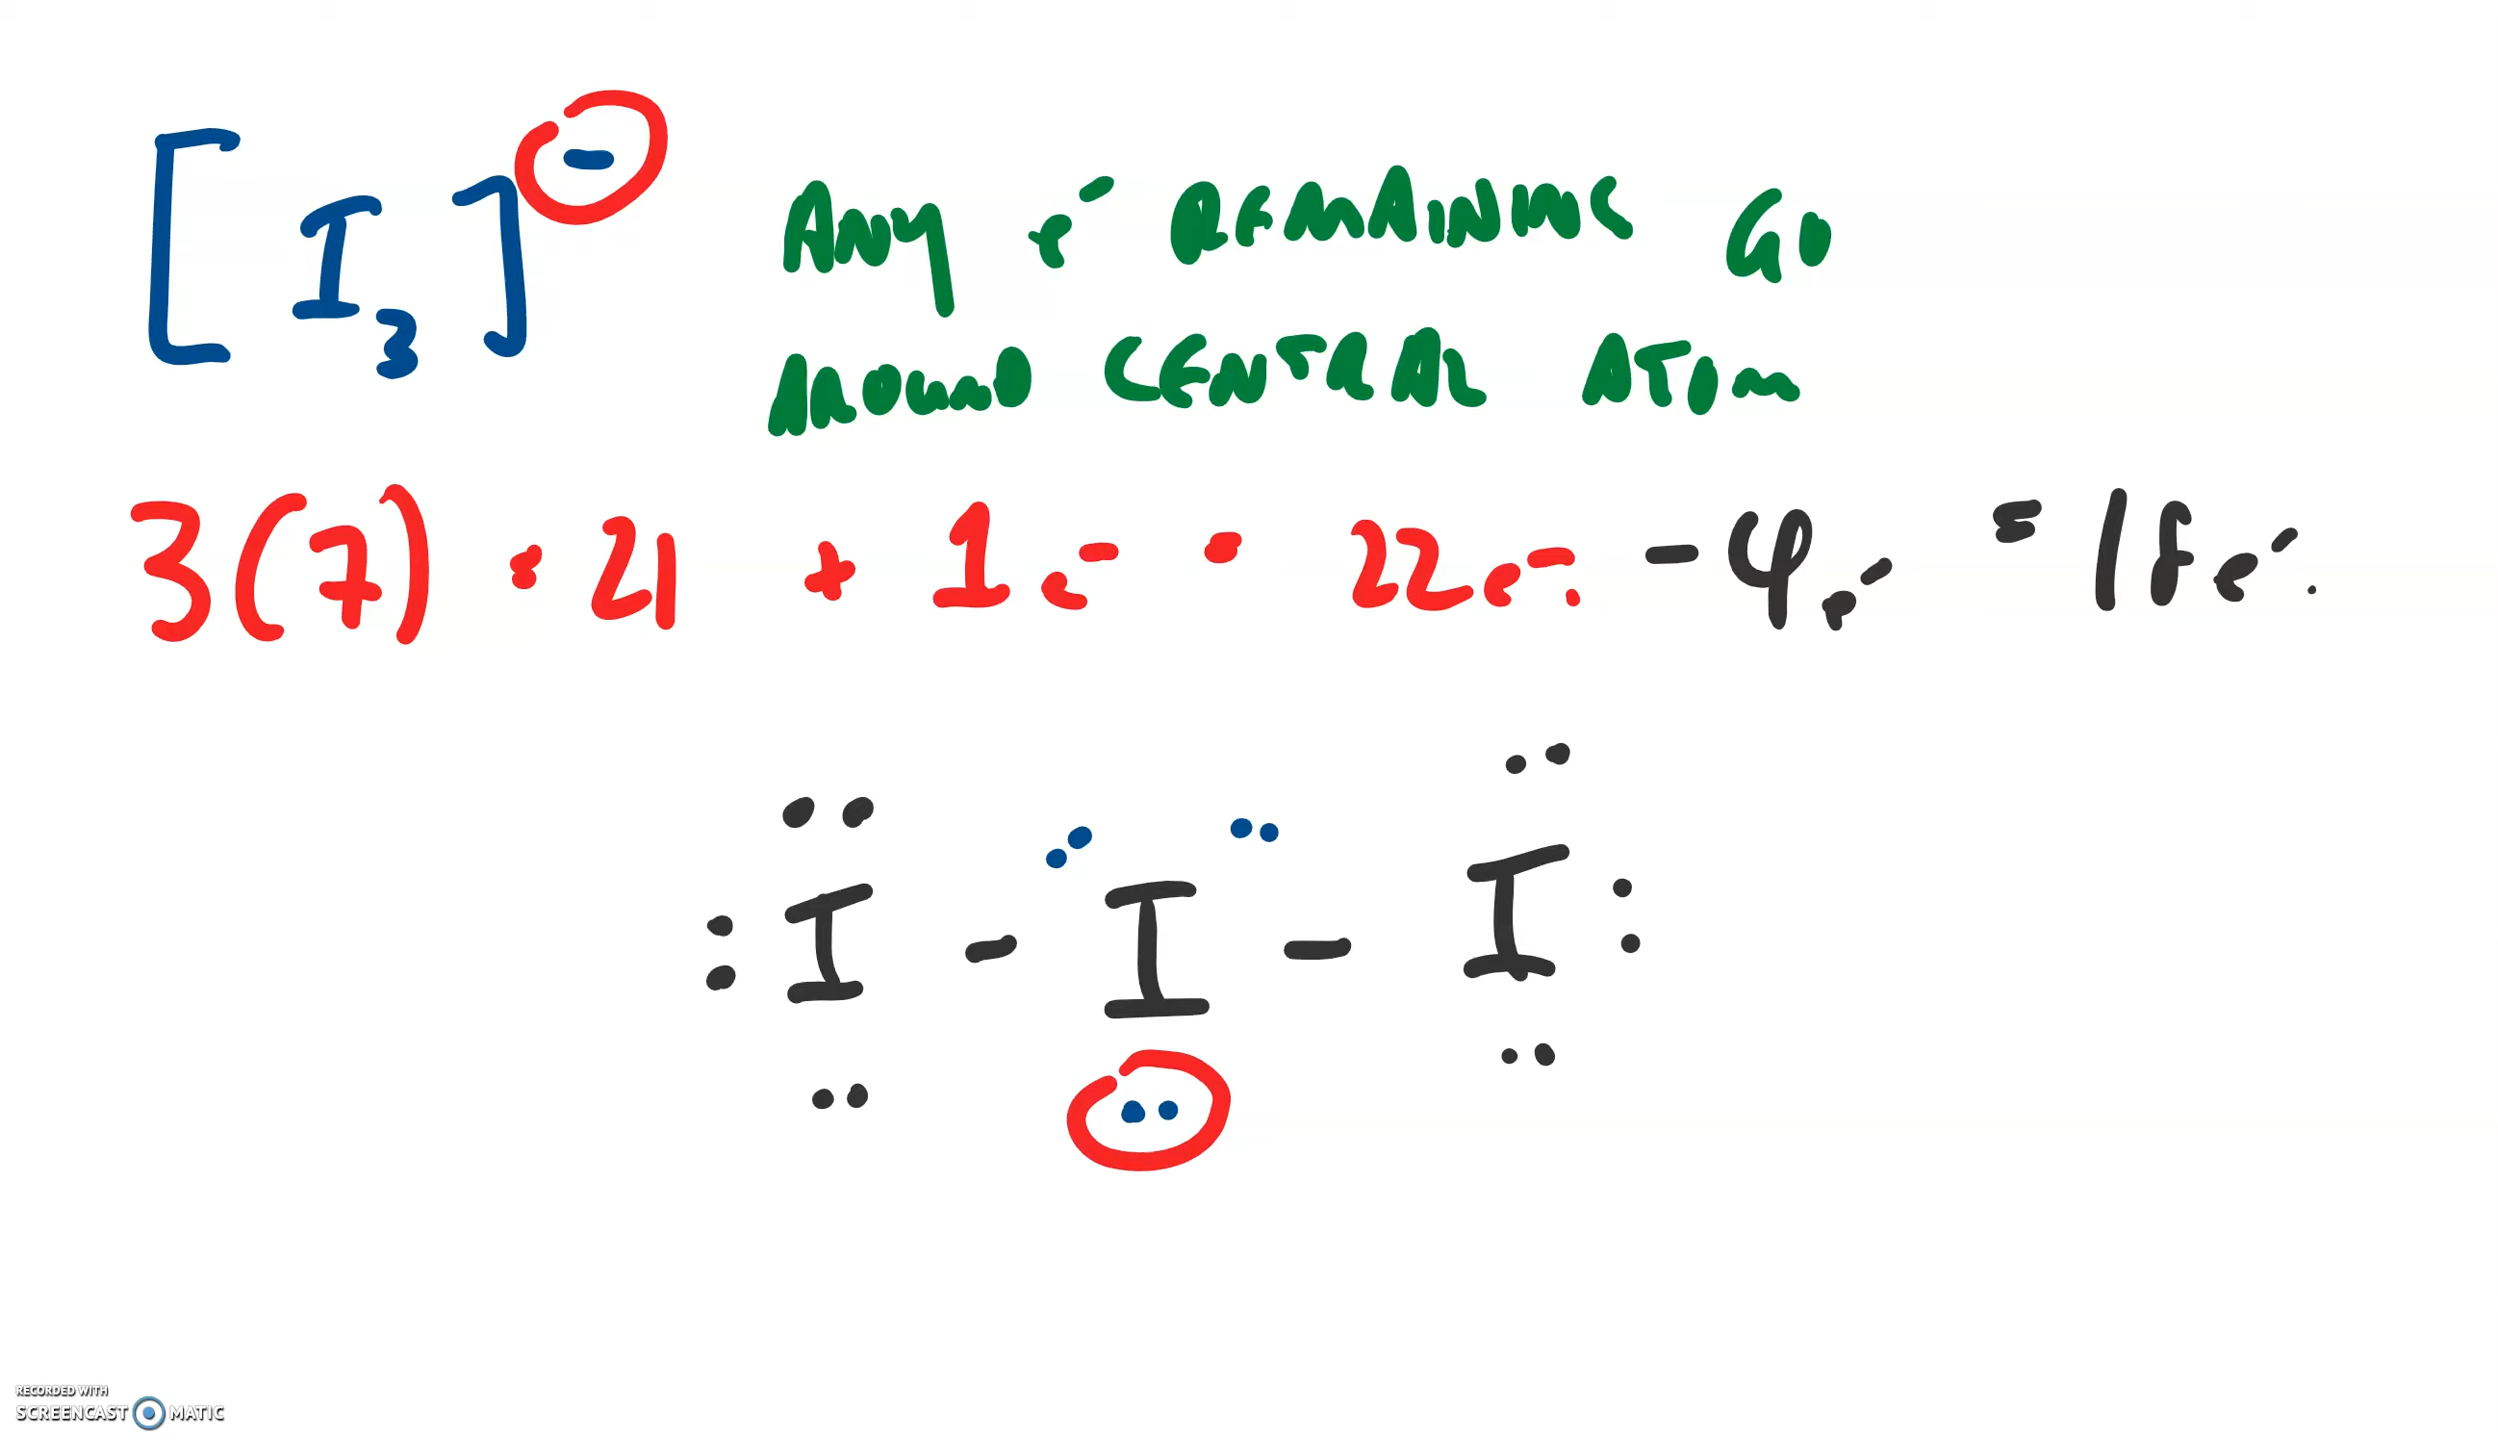 [I₃]⁻
ANY e⁻ REMAINING GO
AROUND CENTRAL ATOM
3(7) = 21 + 1e⁻ = 22e⁻. - 4e⁻ = 18e⁻.
:I - I - I:
RECORDED WITH
SCREENCAST MATIC